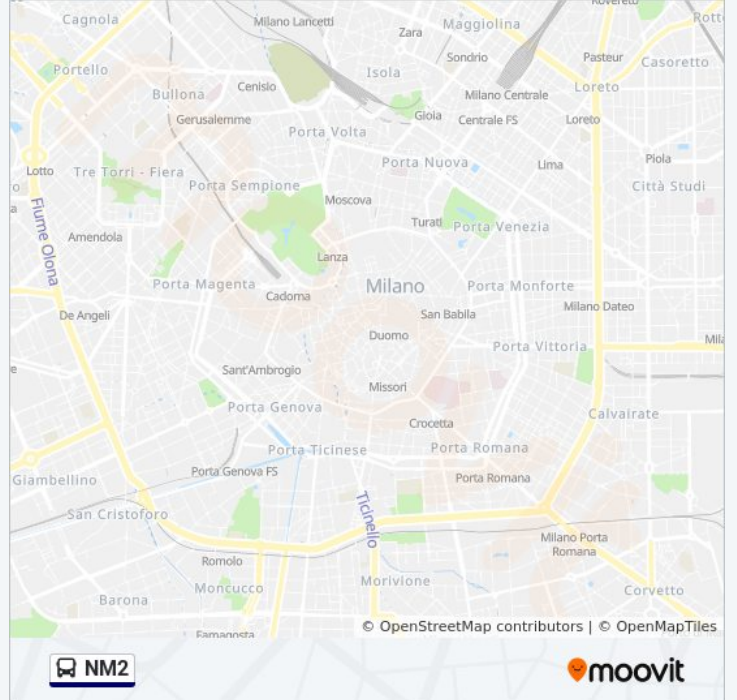 Rovereto
Cagnola
Milano Lancetti
Maggiolina
Rott
Zara
Sondrio
Pasteur
Casoretto
Portello
Isola
Cenisio
Loreto
Bullona
Milano Centrale
Gerusalemme
Gioia
Centrale FS
Loreto
Porta Volta
Piola
Lotto
Tre Torri - Fiera
Porta Nuova
Lima
o
Porta Sempione
Città Studi
Moscova
a
Turati
Porta Venezia
Fiume Olona
Amendola
Lanza
Porta Magenta
Milano
Porta Monforte
Cadorna
Milano Dateo
De Angeli
San Babila
Duomo
Mila
Porta Vittoria
e
Sant'Ambrogio
Missori
Porta Genova
Calvairate
Crocetta
Porta Ticinese
Porta Romana
Porta Genova FS
Porta Romana
Giambellino
San Cristoforo
Ticinello
Milano Porta
Romana
Romolo
Morivione
Moncucco
Corvetto
Barona
Famagosta
© OpenStreetMap contributors | © OpenMapTiles
NM2
moovit